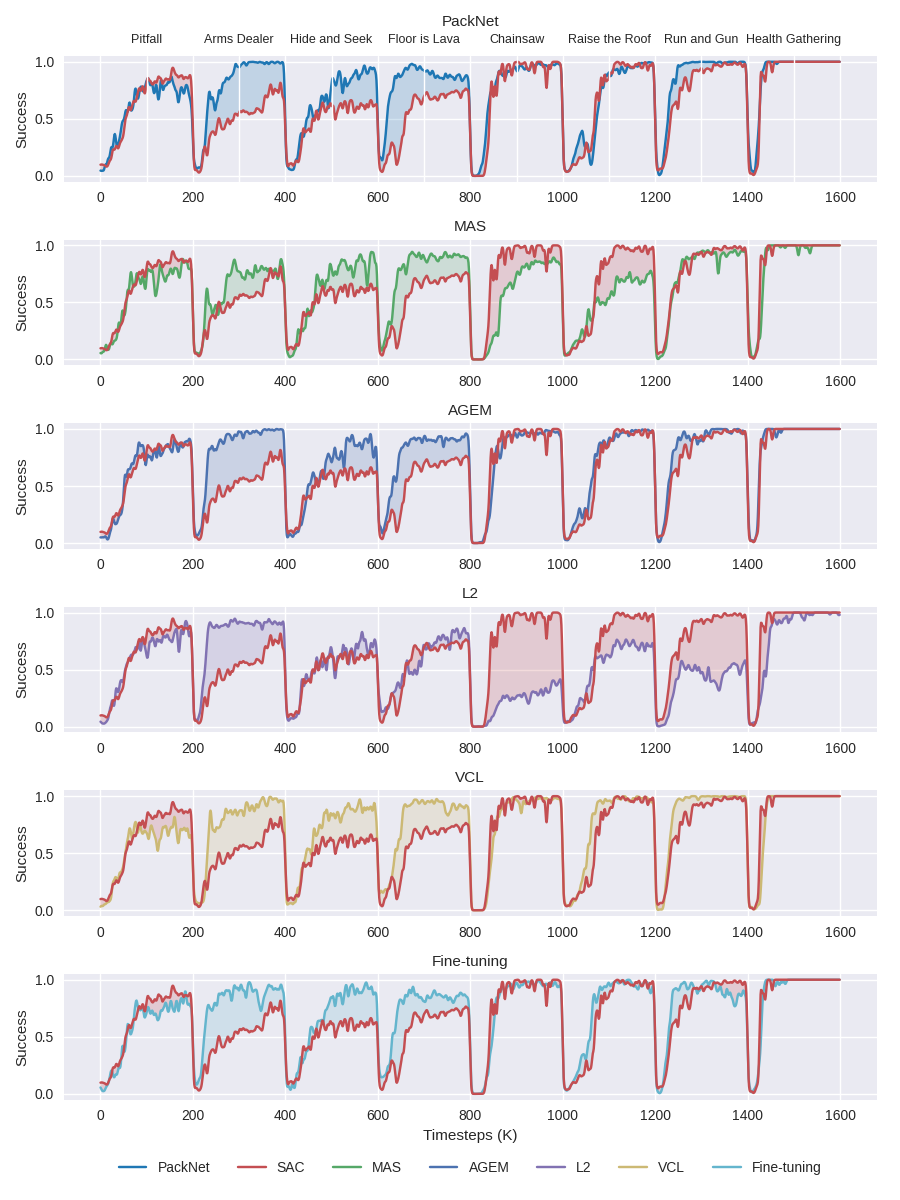 PackNet
Pitfall Arms Dealer Hide and Seek Floor is Lava Chainsaw Raise the Roof Run and Gun Health Gathering
1.0
Success
0.5
0.0
0 200 400 600 800 1000 1200 1400 1600
MAS
1.0
Success
0.5
0.0
0 200 400 600 800 1000 1200 1400 1600
AGEM
1.0
Success
0.5
0.0
0 200 400 600 800 1000 1200 1400 1600
L2
1.0
Success
0.5
0.0
0 200 400 600 800 1000 1200 1400 1600
VCL
1.0
Success
0.5
0.0
0 200 400 600 800 1000 1200 1400 1600
Fine-tuning
1.0
Success
0.5
0.0
0 200 400 600 800 1000 1200 1400 1600
Timesteps (K)
PackNet SAC MAS AGEM L2 VCL Fine-tuning